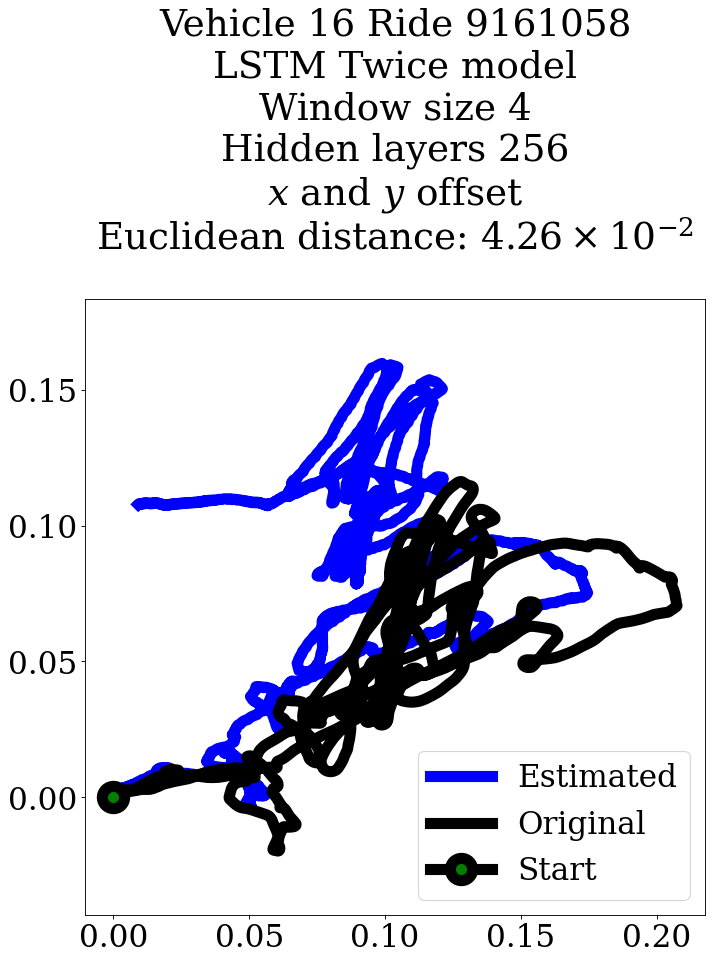 Vehicle 16 Ride 9161058
LSTM Twice model
Window size 4
Hidden layers 256
x and y offset
Euclidean distance: 4.26 × 10⁻²
0.15
0.10
0.05
0.00
Estimated
Original
Start
0.00 0.05 0.10 0.15 0.20